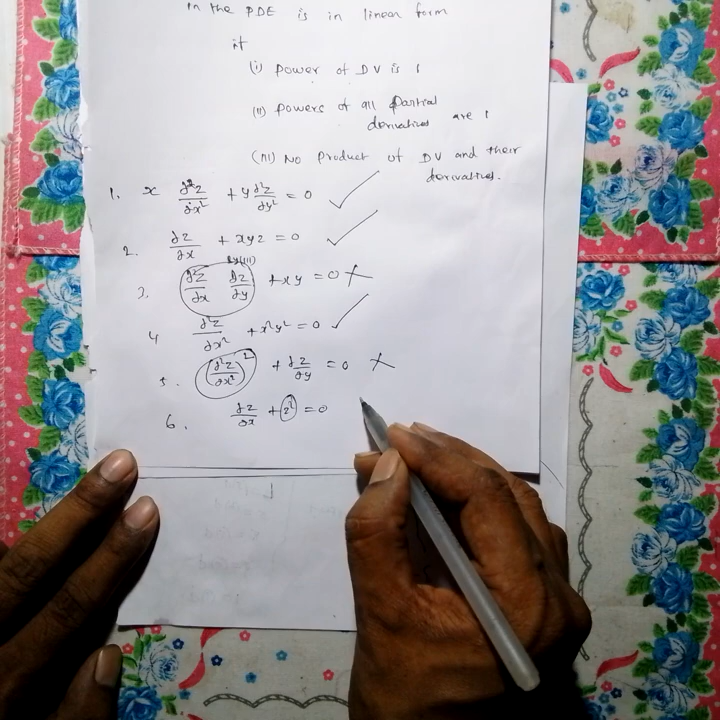 in the PDE is in linear form
if
(i) Power of DV is 1
(ii) Powers of all Partial
derivatives are 1
(iii) No product of DV and their
derivatives.
1. x ∂²z/∂x² + y ∂²z/∂y² = 0 ✓
2. ∂z/∂x + xyz = 0 ✓
3. ∂²z/∂x ∂z/∂y + xy = 0 ✗
4 ∂²z/∂x² + x²y² = 0 ✓
5. (∂²z/∂x²)² + ∂z/∂y = 0 ✗
6. ∂z/∂x + z² = 0